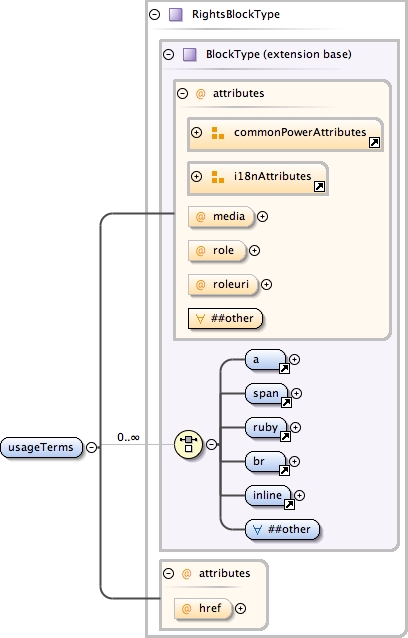 RightsBlockType
BlockType (extension base)
@ attributes
commonPowerAttributes
i18nAttributes
@ media
@ role
@ roleuri
∀ ##other
a
span
ruby
usageTerms
0..∞
br
inline
∀ ##other
@ attributes
@ href